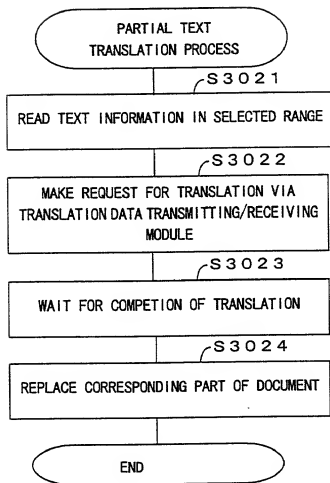 PARTIAL TEXT
TRANSLATION PROCESS
S3021
READ TEXT INFORMATION IN SELECTED RANGE
S3022
MAKE REQUEST FOR TRANSLATION VIA
TRANSLATION DATA TRANSMITTING/RECEIVING
MODULE
S3023
WAIT FOR COMPETION OF TRANSLATION
S3024
REPLACE CORRESPONDING PART OF DOCUMENT
END